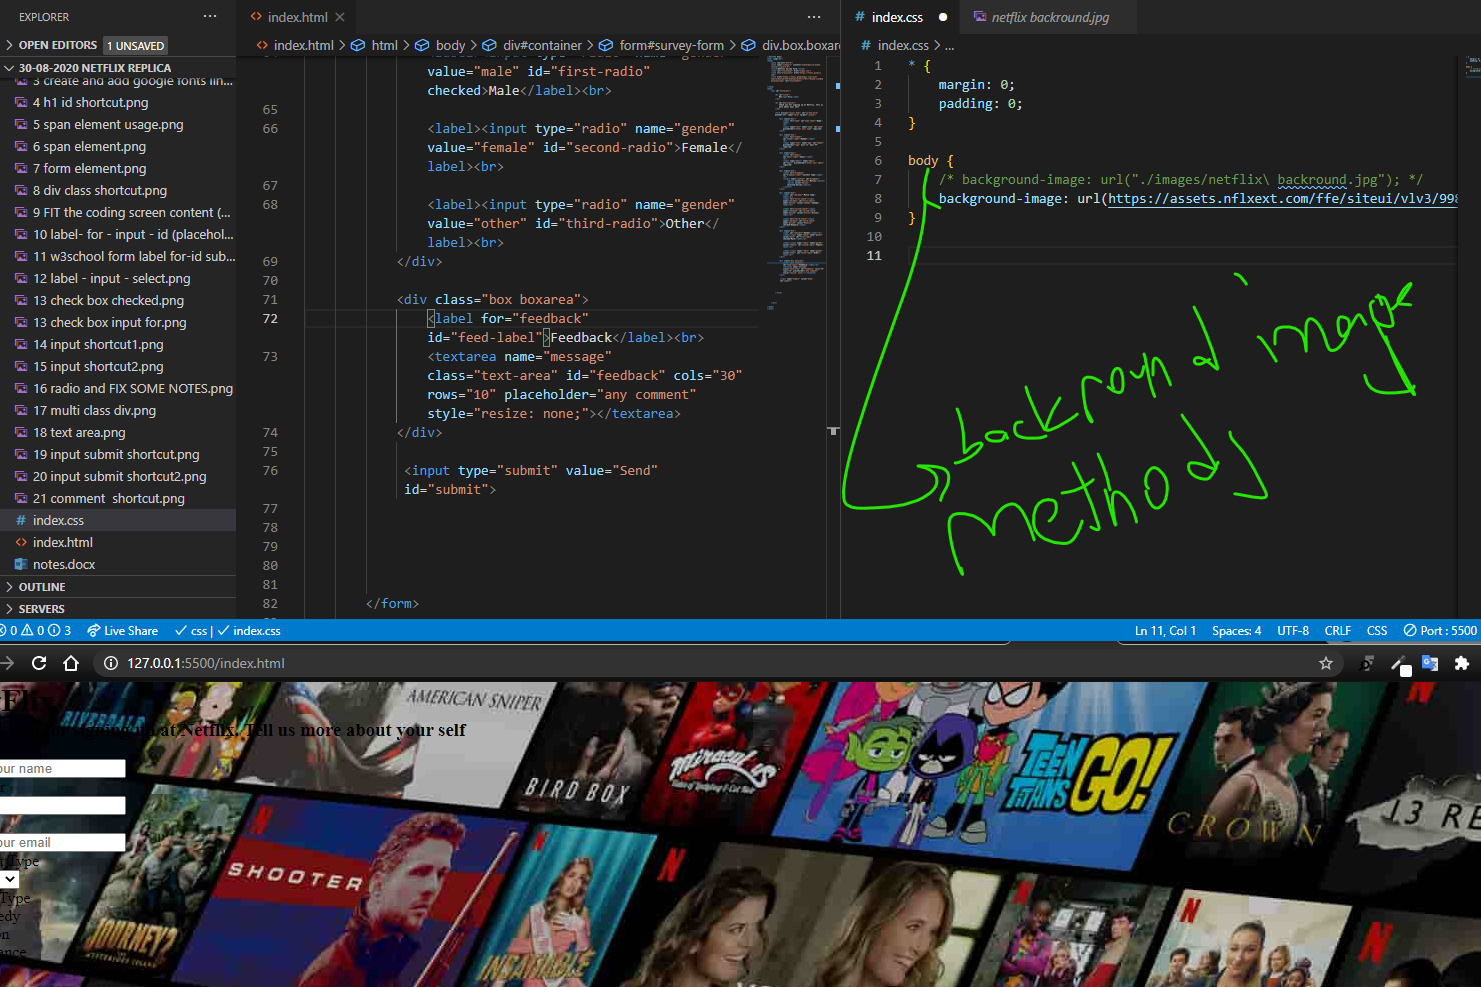 EXPLORER
OPEN EDITORS 1 UNSAVED
30-08-2020 NETFLIX REPLICA
3 create and add google fonts lin...
4 h1 id shortcut.png
5 span element usage.png
6 span element.png
7 form element.png
8 div class shortcut.png
9 FIT the coding screen content (...
10 label- for - input - id (placehol...
11 w3school form label for-id sub...
12 label - input - select.png
13 check box checked.png
13 check box input for.png
14 input shortcut1.png
15 input shortcut2.png
16 radio and FIX SOME NOTES.png
17 multi class div.png
18 text area.png
19 input submit shortcut.png
20 input submit shortcut2.png
21 comment  shortcut.png
# index.css
<> index.html
notes.docx
OUTLINE
SERVERS
<> index.html
<> index.html > html > body > div#container > form#survey-form > div.box.boxare
value="male" id="first-radio"
checked>Male</label><br>
65
66 <label><input type="radio" name="gender"
value="female" id="second-radio">Female</
label><br>
67
68 <label><input type="radio" name="gender"
value="other" id="third-radio">Other</
label><br>
69 </div>
70
71 <div class="box boxarea">
72 <label for="feedback"
id="feed-label">Feedback</label><br>
73 <textarea name="message"
class="text-area" id="feedback" cols="30"
rows="10" placeholder="any comment"
style="resize: none;"></textarea>
74 </div>
75
76 <input type="submit" value="Send"
id="submit">
77
78
79
80
81
82 </form>
# index.css
netflix backround.jpg
# index.css > ...
1 * {
2 margin: 0;
3 padding: 0;
4 }
5
6 body {
7 /* background-image: url("./images/netflix\ backround.jpg"); */
8 background-image: url(https://assets.nflxext.com/ffe/siteui/vlv3/998
9 }
10
11
backround image
methods
0 0 3 Live Share css | index.css
Ln 11, Col 1 Spaces: 4 UTF-8 CRLF CSS Port : 5500
127.0.0.1:5500/index.html
Flix
at Netflix. Tell us more about your self
our name
our email
t Type
Type
edy
on
ance
RIVERDALE
AMERICAN SNIPER
BIRD BOX
MIRACULOUS
TEEN TITANS GO!
CROWN
13 RE
SHOOTER
JOURNEY 2
INSATIABLE